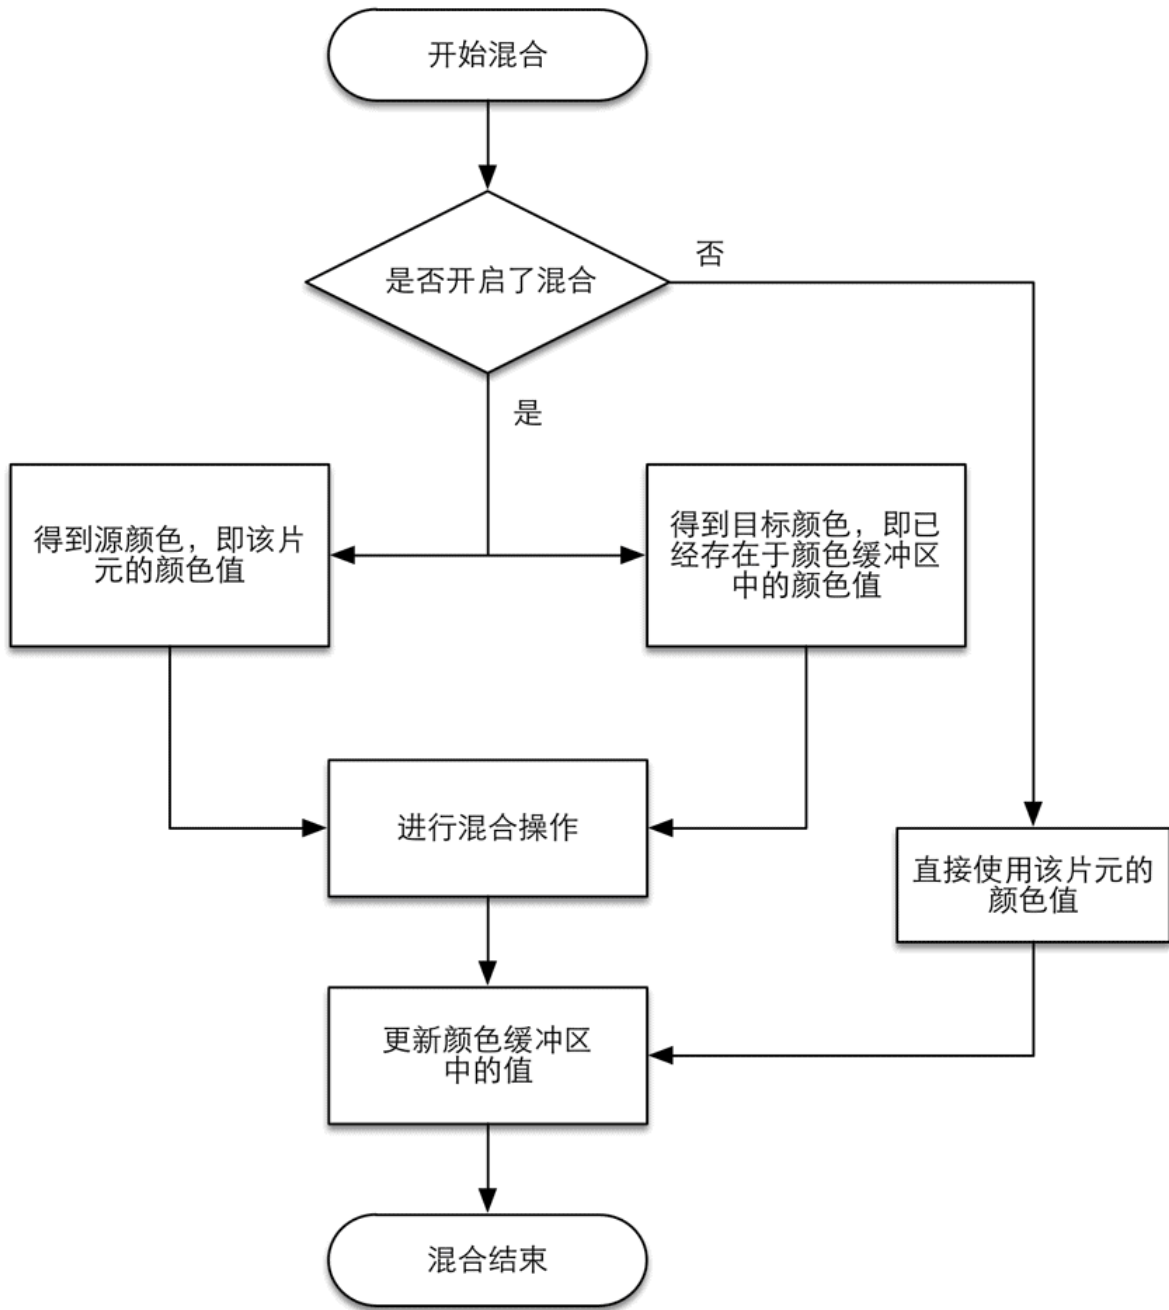 开始混合
是否开启了混合
否
是
得到源颜色，即该片
元的颜色值
得到目标颜色，即已
经存在于颜色缓冲区
中的颜色值
进行混合操作
直接使用该片元的
颜色值
更新颜色缓冲区
中的值
混合结束